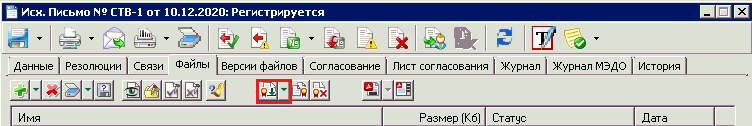 Исх. Письмо № СТВ-1 от 10.12.2020: Регистрируется
Данные Резолюции Связи Файлы Версии файлов Согласование Лист согласования Журнал Журнал МЭДО История
Имя Размер (Кб) Статус Дата